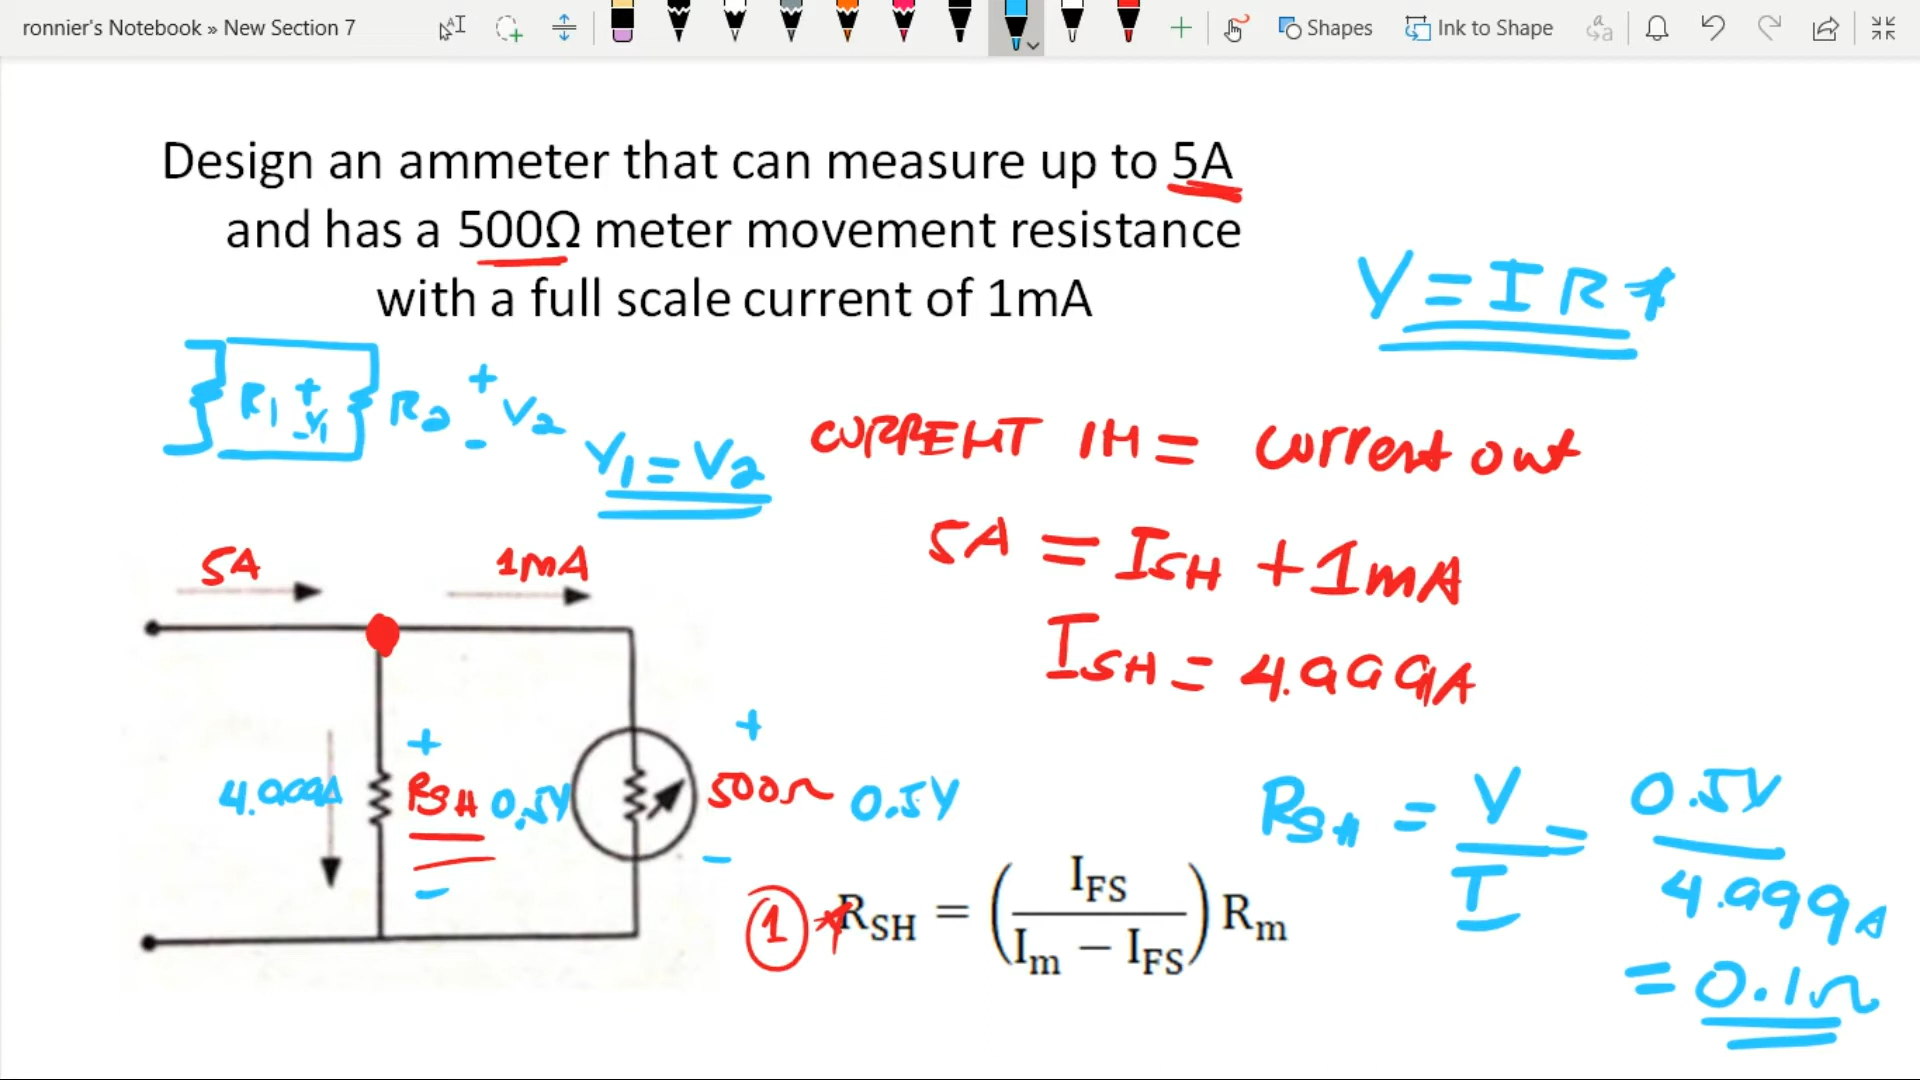 ronnier's Notebook » New Section 7
Shapes
Ink to Shape
Design an ammeter that can measure up to 5A
and has a 500Ω meter movement resistance
with a full scale current of 1mA
V = IR *
R1 + V1 - R2 + V2 -
V1 = V2
CURRENT IN = current out
5A = ISH + 1mA
ISH = 4.999A
5A 1mA
4.999A + RSH 0.5V -
+ 500Ω 0.5V -
RSH = V/I = 0.5V/4.999A
= 0.1Ω
① * RSH = (IFS / (Im − IFS)) Rm